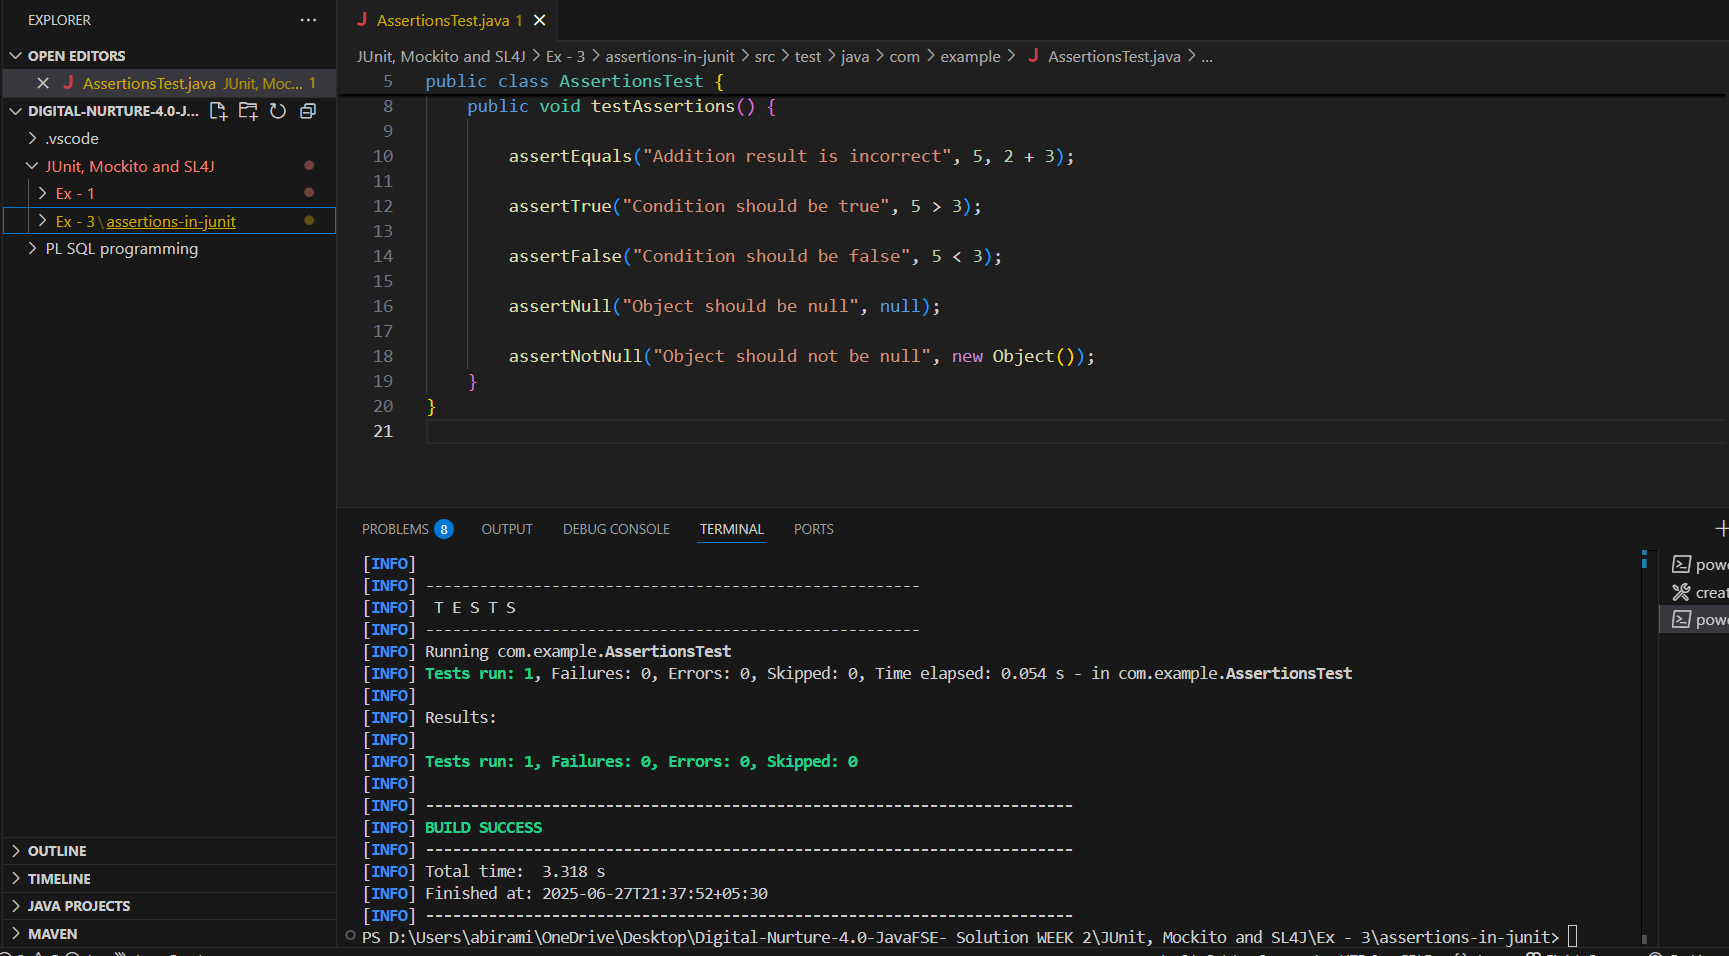 EXPLORER
OPEN EDITORS
AssertionsTest.java JUnit, Moc... 1
DIGITAL-NURTURE-4.0-J...
.vscode
JUnit, Mockito and SL4J
Ex - 1
Ex - 3\assertions-in-junit
PL SQL programming
OUTLINE
TIMELINE
JAVA PROJECTS
MAVEN
AssertionsTest.java 1
JUnit, Mockito and SL4J > Ex - 3 > assertions-in-junit > src > test > java > com > example > AssertionsTest.java > ...
5 public class AssertionsTest {
8 public void testAssertions() {
9
10 assertEquals("Addition result is incorrect", 5, 2 + 3);
11
12 assertTrue("Condition should be true", 5 > 3);
13
14 assertFalse("Condition should be false", 5 < 3);
15
16 assertNull("Object should be null", null);
17
18 assertNotNull("Object should not be null", new Object());
19 }
20 }
21
PROBLEMS 8 OUTPUT DEBUG CONSOLE TERMINAL PORTS
[INFO]
[INFO] -------------------------------------------------------
[INFO]  T E S T S
[INFO] -------------------------------------------------------
[INFO] Running com.example.AssertionsTest
[INFO] Tests run: 1, Failures: 0, Errors: 0, Skipped: 0, Time elapsed: 0.054 s - in com.example.AssertionsTest
[INFO]
[INFO] Results:
[INFO]
[INFO] Tests run: 1, Failures: 0, Errors: 0, Skipped: 0
[INFO]
[INFO] ------------------------------------------------------------------------
[INFO] BUILD SUCCESS
[INFO] ------------------------------------------------------------------------
[INFO] Total time:  3.318 s
[INFO] Finished at: 2025-06-27T21:37:52+05:30
[INFO] ------------------------------------------------------------------------
PS D:\Users\abirami\OneDrive\Desktop\Digital-Nurture-4.0-JavaFSE- Solution WEEK 2\JUnit, Mockito and SL4J\Ex - 3\assertions-in-junit>